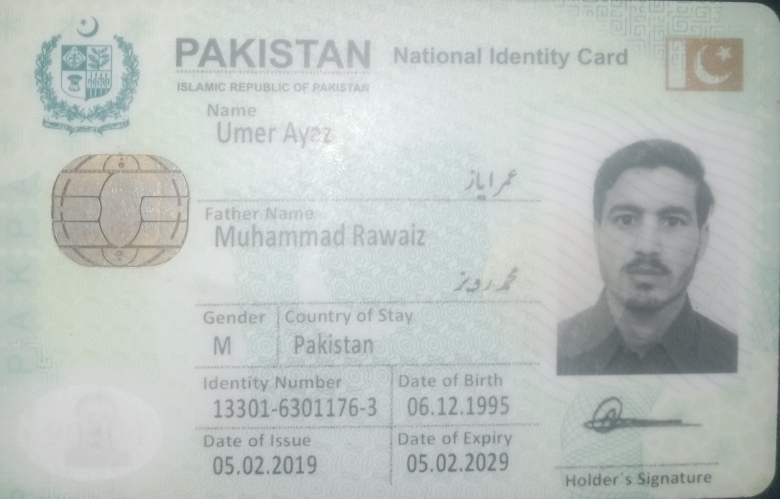 PAKISTAN National Identity Card
ISLAMIC REPUBLIC OF PAKISTAN
Name
Umer Ayaz
عمر ایاز
Father Name
Muhammad Rawaiz
محمد رویز
Gender Country of Stay
M Pakistan
Identity Number Date of Birth
13301-6301176-3 06.12.1995
Date of Issue Date of Expiry
05.02.2019 05.02.2029
Holder's Signature